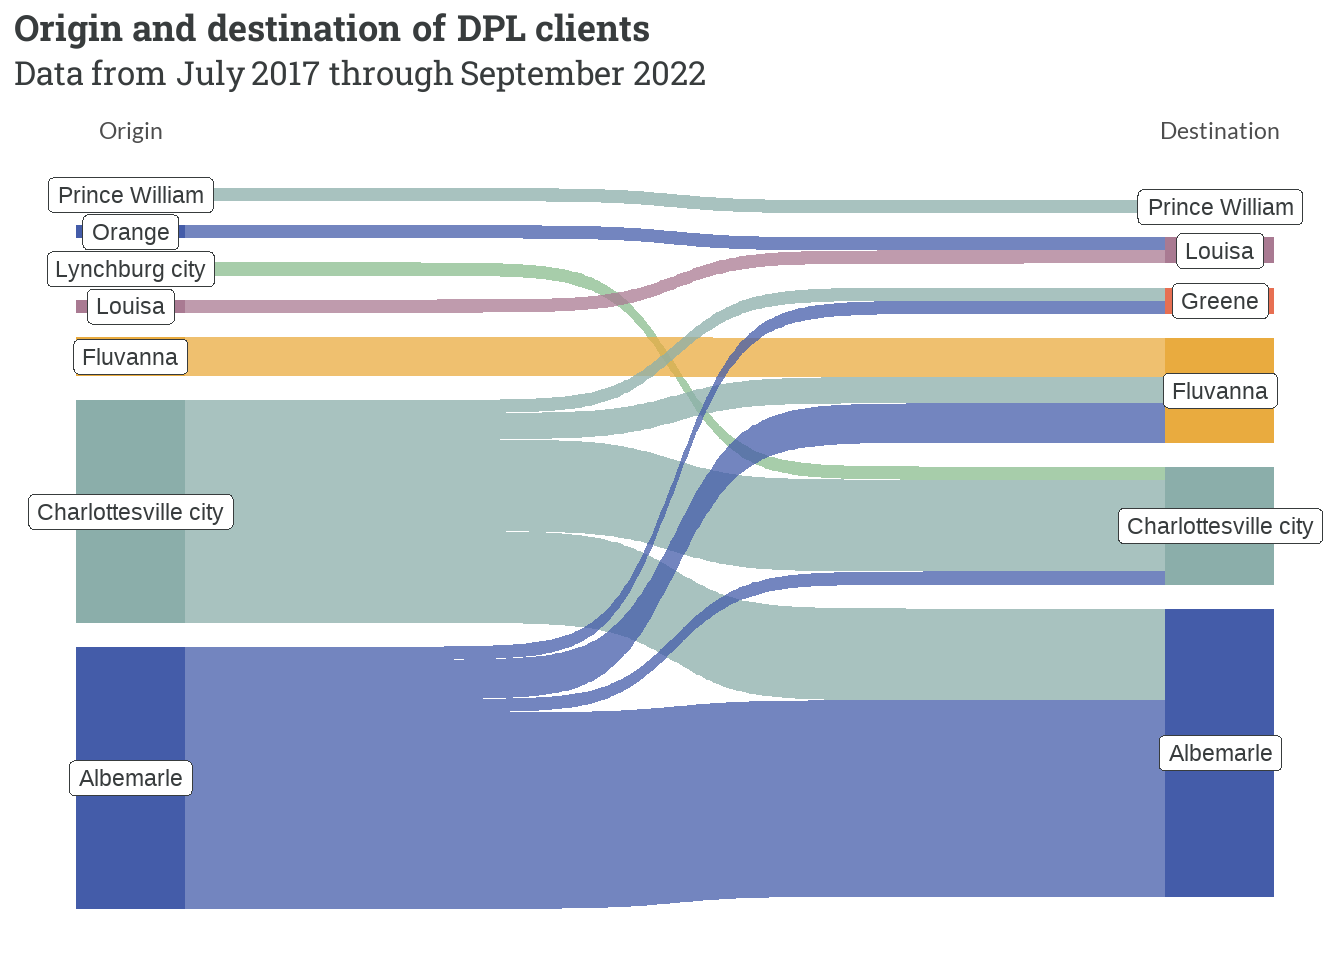 Origin and destination of DPL clients
Data from July 2017 through September 2022
Origin
Destination
Prince William
Orange
Lynchburg city
Louisa
Fluvanna
Charlottesville city
Albemarle
Prince William
Louisa
Greene
Fluvanna
Charlottesville city
Albemarle